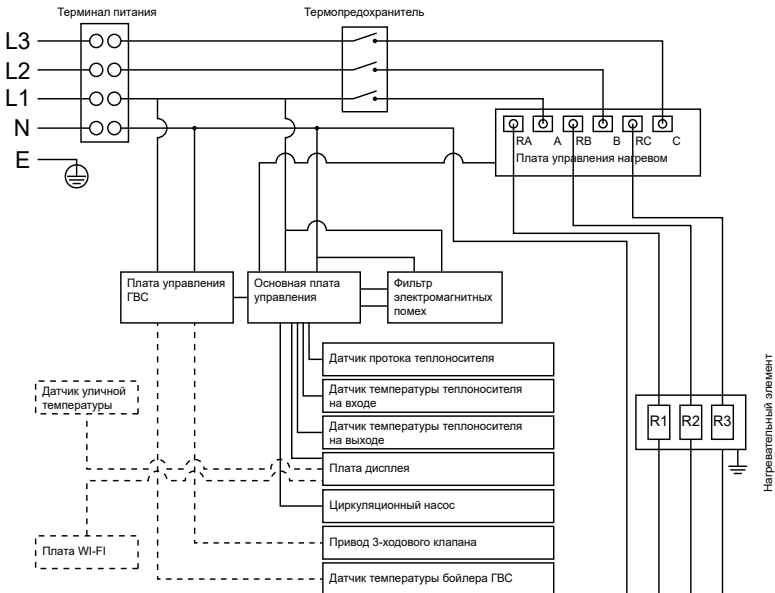 Терминал питания
Термопредохранитель
L3
L2
L1
N
E
RA A RB B RC C
Плата управления нагревом
Плата управления
ГВС
Основная плата
управления
Фильтр
электромагнитных
помех
Датчик протока теплоносителя
Датчик температуры теплоносителя
на входе
Датчик температуры теплоносителя
на выходе
Плата дисплея
Циркуляционный насос
Привод 3-ходового клапана
Датчик температуры бойлера ГВС
Датчик уличной
температуры
Плата WI-FI
R1 R2 R3
Нагревательный элемент